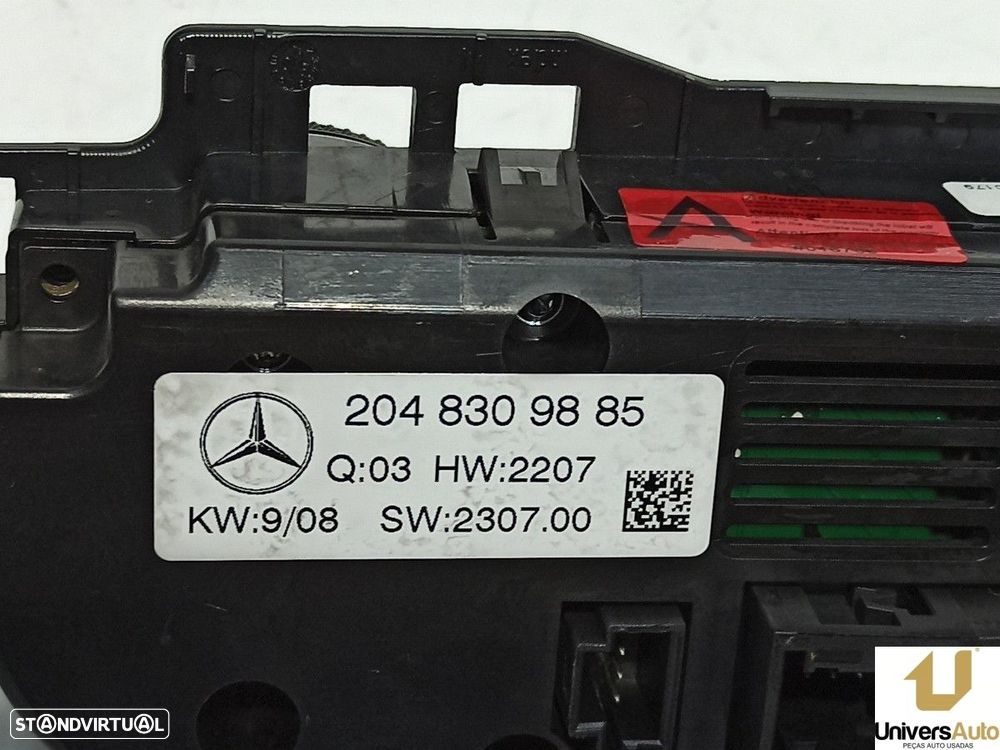 204 830 98 85
Q:03 HW:2207
KW:9/08 SW:2307.00
STANDVIRTUAL
UniversAuto
PEÇAS AUTO USADAS